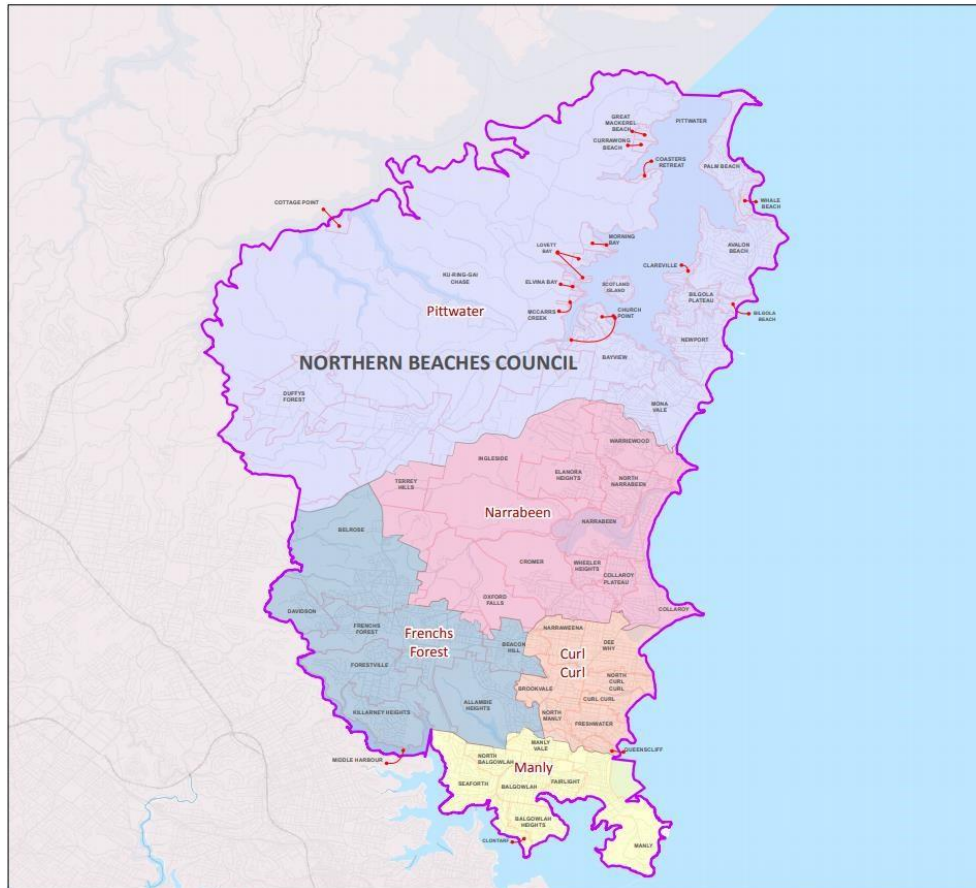 GREAT
MACKEREL
BEACH
PITTWATER
CURRAWONG
BEACH
COASTERS
RETREAT
PALM BEACH
COTTAGE POINT
WHALE
BEACH
MORNING
BAY
LOVETT
BAY
AVALON
BEACH
CLAREVILLE
KU-RING-GAI
CHASE
ELVINA BAY
SCOTLAND
ISLAND
BILGOLA
PLATEAU
Pittwater
MCCARRS
CREEK
CHURCH
POINT
BILGOLA
BEACH
NEWPORT
NORTHERN BEACHES COUNCIL
BAYVIEW
DUFFYS
FOREST
MONA
VALE
WARRIEWOOD
INGLESIDE
TERREY
HILLS
ELANORA
HEIGHTS
NORTH
NARRABEEN
Narrabeen
NARRABEEN
BELROSE
CROMER
WHEELER
HEIGHTS
COLLAROY
PLATEAU
OXFORD
FALLS
COLLAROY
DAVIDSON
FRENCHS
FOREST
Frenchs
Forest
BEACON
HILL
NARRAWEENA
DEE
WHY
Curl
Curl
FORESTVILLE
NORTH
CURL
CURL
BROOKVALE
CURL CURL
KILLARNEY HEIGHTS
ALLAMBIE
HEIGHTS
NORTH
MANLY
FRESHWATER
MIDDLE HARBOUR
MANLY
VALE
QUEENSCLIFF
NORTH
BALGOWLAH
Manly
SEAFORTH
BALGOWLAH
FAIRLIGHT
BALGOWLAH
HEIGHTS
CLONTARF
MANLY